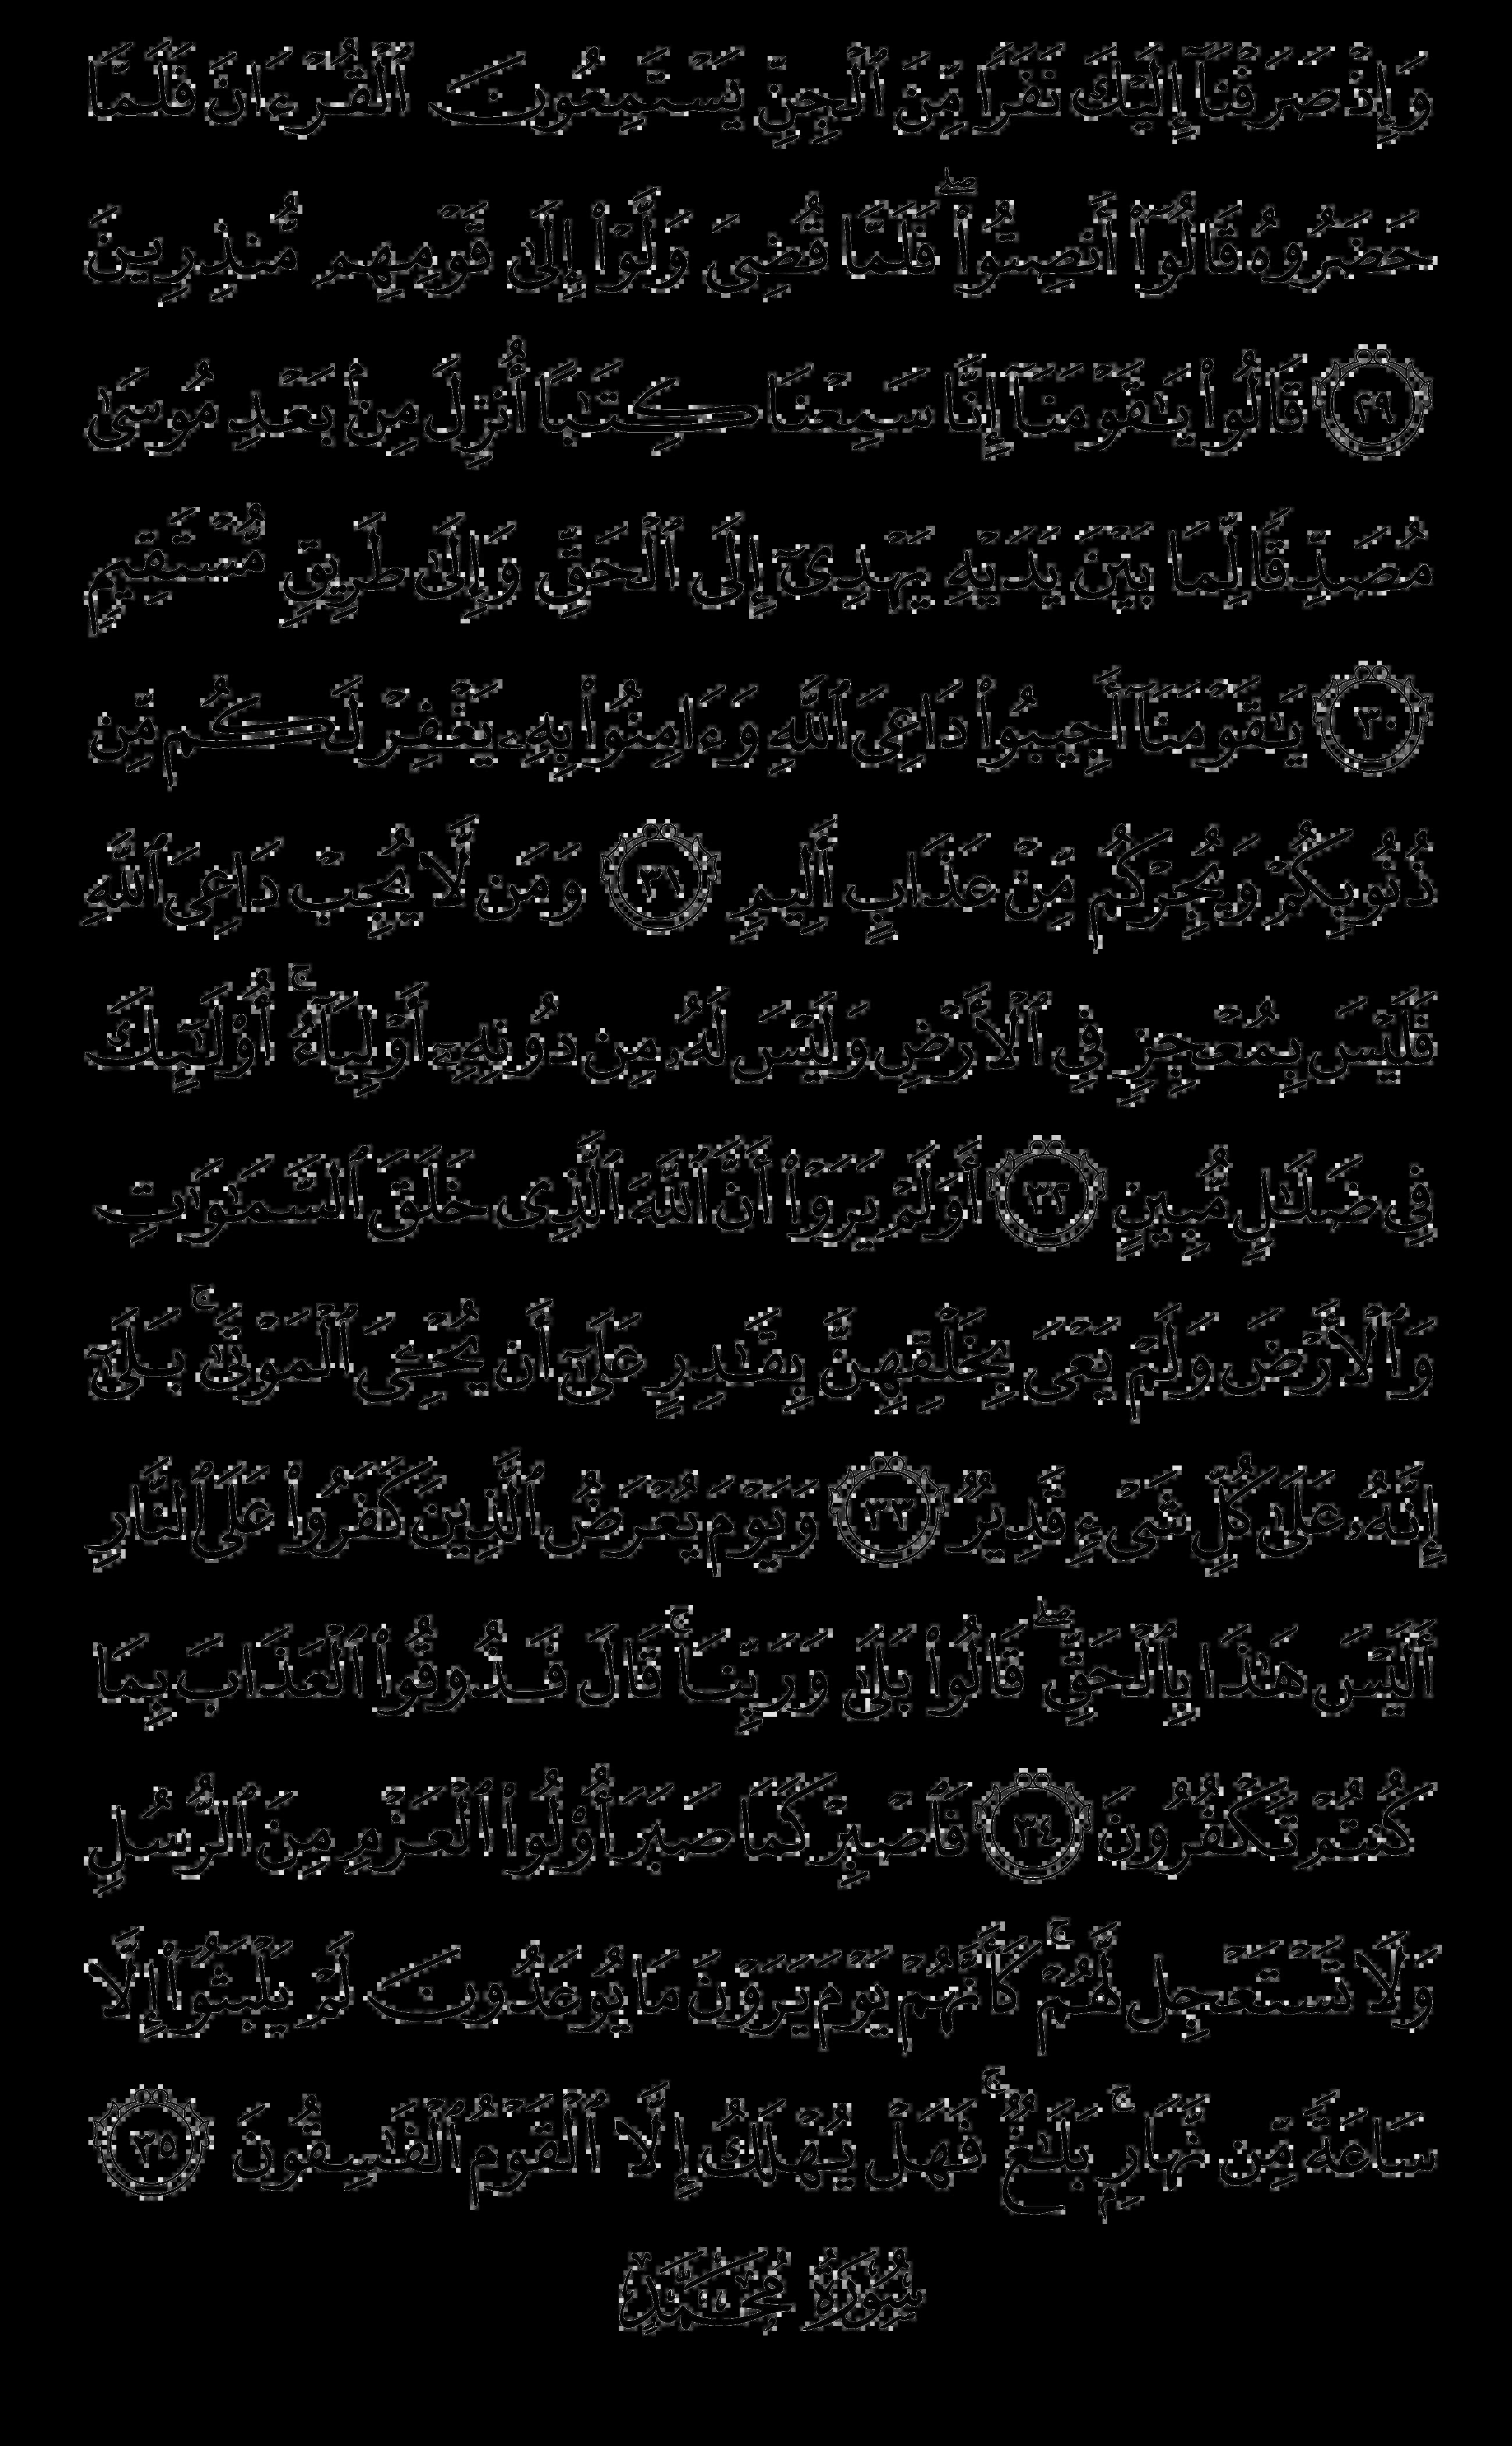 وَإِذْ صَرَفْنَآ إِلَيْكَ نَفَرًا مِّنَ ٱلْجِنِّ يَسْتَمِعُونَ ٱلْقُرْءَانَ فَلَمَّا
حَضَرُوهُ قَالُوٓا۟ أَنصِتُوا۟ ۖ فَلَمَّا قُضِىَ وَلَّوْا۟ إِلَىٰ قَوْمِهِم مُّنذِرِينَ
٢٩ قَالُوا۟ يَـٰقَوْمَنَآ إِنَّا سَمِعْنَا كِتَـٰبًا أُنزِلَ مِنۢ بَعْدِ مُوسَىٰ
مُصَدِّقًا لِّمَا بَيْنَ يَدَيْهِ يَهْدِىٓ إِلَى ٱلْحَقِّ وَإِلَىٰ طَرِيقٍ مُّسْتَقِيمٍ
٣٠ يَـٰقَوْمَنَآ أَجِيبُوا۟ دَاعِىَ ٱللَّهِ وَءَامِنُوا۟ بِهِۦ يَغْفِرْ لَكُم مِّن
ذُنُوبِكُمْ وَيُجِرْكُم مِّنْ عَذَابٍ أَلِيمٍ ٣١ وَمَن لَّا يُجِبْ دَاعِىَ ٱللَّهِ
فَلَيْسَ بِمُعْجِزٍ فِى ٱلْأَرْضِ وَلَيْسَ لَهُۥ مِن دُونِهِۦٓ أَوْلِيَآءُ ۚ أُو۟لَـٰٓئِكَ
فِى ضَلَـٰلٍ مُّبِينٍ ٣٢ أَوَلَمْ يَرَوْا۟ أَنَّ ٱللَّهَ ٱلَّذِى خَلَقَ ٱلسَّمَـٰوَٰتِ
وَٱلْأَرْضَ وَلَمْ يَعْىَ بِخَلْقِهِنَّ بِقَـٰدِرٍ عَلَىٰٓ أَن يُحْۦِىَ ٱلْمَوْتَىٰ ۚ بَلَىٰٓ
إِنَّهُۥ عَلَىٰ كُلِّ شَىْءٍ قَدِيرٌ ٣٣ وَيَوْمَ يُعْرَضُ ٱلَّذِينَ كَفَرُوا۟ عَلَى ٱلنَّارِ
أَلَيْسَ هَـٰذَا بِٱلْحَقِّ ۖ قَالُوا۟ بَلَىٰ وَرَبِّنَا ۚ قَالَ فَذُوقُوا۟ ٱلْعَذَابَ بِمَا
كُنتُمْ تَكْفُرُونَ ٣٤ فَٱصْبِرْ كَمَا صَبَرَ أُو۟لُوا۟ ٱلْعَزْمِ مِنَ ٱلرُّسُلِ
وَلَا تَسْتَعْجِل لَّهُمْ ۚ كَأَنَّهُمْ يَوْمَ يَرَوْنَ مَا يُوعَدُونَ لَمْ يَلْبَثُوٓا۟ إِلَّا
سَاعَةً مِّن نَّهَارٍۭ ۚ بَلَـٰغٌ ۚ فَهَلْ يُهْلَكُ إِلَّا ٱلْقَوْمُ ٱلْفَـٰسِقُونَ ٣٥
سُورَةُ مُحَمَّدٍ